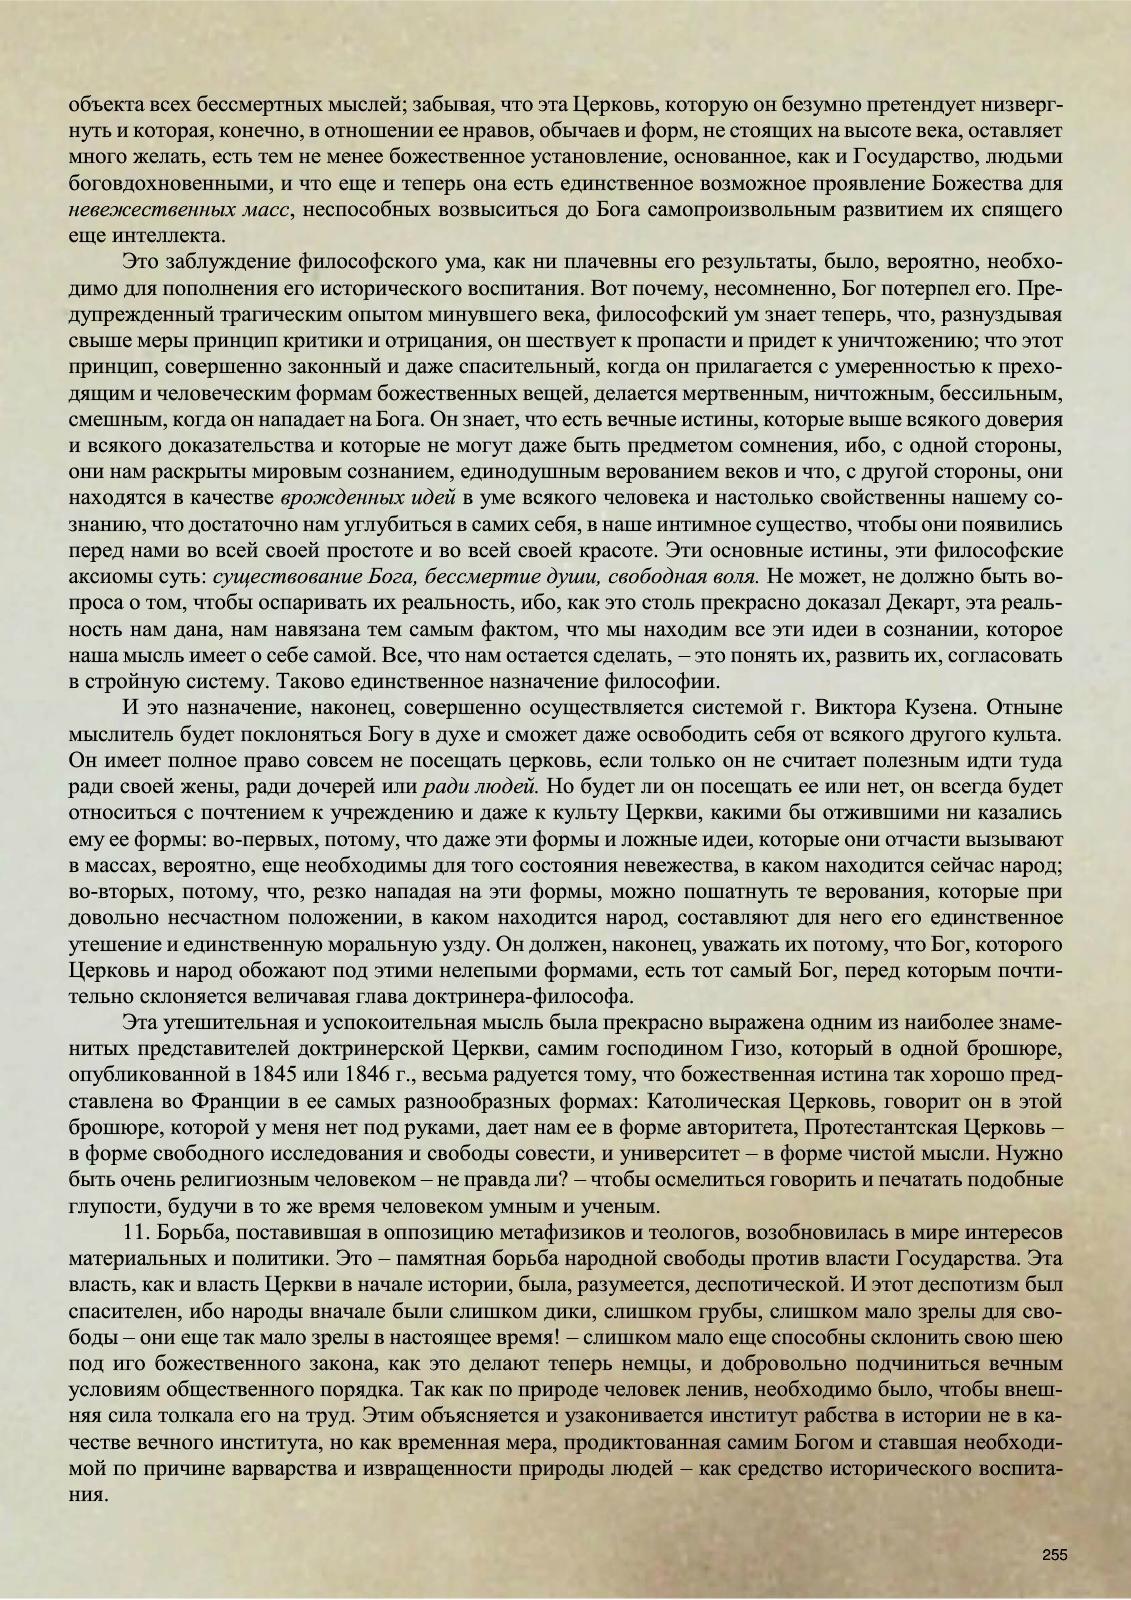 объекта всех бессмертных мыслей; забывая, что эта Церковь, которую он безумно претендует низверг-
нуть и которая, конечно, в отношении ее нравов, обычаев и форм, не стоящих на высоте века, оставляет
много желать, есть тем не менее божественное установление, основанное, как и Государство, людьми
боговдохновенными, и что еще и теперь она есть единственное возможное проявление Божества для
невежественных масс, неспособных возвыситься до Бога самопроизвольным развитием их спящего
еще интеллекта.
Это заблуждение философского ума, как ни плачевны его результаты, было, вероятно, необхо-
димо для пополнения его исторического воспитания. Вот почему, несомненно, Бог потерпел его. Пре-
дупрежденный трагическим опытом минувшего века, философский ум знает теперь, что, разнуздывая
свыше меры принцип критики и отрицания, он шествует к пропасти и придет к уничтожению; что этот
принцип, совершенно законный и даже спасительный, когда он прилагается с умеренностью к прехо-
дящим и человеческим формам божественных вещей, делается мертвенным, ничтожным, бессильным,
смешным, когда он нападает на Бога. Он знает, что есть вечные истины, которые выше всякого доверия
и всякого доказательства и которые не могут даже быть предметом сомнения, ибо, с одной стороны,
они нам раскрыты мировым сознанием, единодушным верованием веков и что, с другой стороны, они
находятся в качестве врожденных идей в уме всякого человека и настолько свойственны нашему со-
знанию, что достаточно нам углубиться в самих себя, в наше интимное существо, чтобы они появились
перед нами во всей своей простоте и во всей своей красоте. Эти основные истины, эти философские
аксиомы суть: существование Бога, бессмертие души, свободная воля. Не может, не должно быть во-
проса о том, чтобы оспаривать их реальность, ибо, как это столь прекрасно доказал Декарт, эта реаль-
ность нам дана, нам навязана тем самым фактом, что мы находим все эти идеи в сознании, которое
наша мысль имеет о себе самой. Все, что нам остается сделать, – это понять их, развить их, согласовать
в стройную систему. Таково единственное назначение философии.
И это назначение, наконец, совершенно осуществляется системой г. Виктора Кузена. Отныне
мыслитель будет поклоняться Богу в духе и сможет даже освободить себя от всякого другого культа.
Он имеет полное право совсем не посещать церковь, если только он не считает полезным идти туда
ради своей жены, ради дочерей или ради людей. Но будет ли он посещать ее или нет, он всегда будет
относиться с почтением к учреждению и даже к культу Церкви, какими бы отжившими ни казались
ему ее формы: во-первых, потому, что даже эти формы и ложные идеи, которые они отчасти вызывают
в массах, вероятно, еще необходимы для того состояния невежества, в каком находится сейчас народ;
во-вторых, потому, что, резко нападая на эти формы, можно пошатнуть те верования, которые при
довольно несчастном положении, в каком находится народ, составляют для него его единственное
утешение и единственную моральную узду. Он должен, наконец, уважать их потому, что Бог, которого
Церковь и народ обожают под этими нелепыми формами, есть тот самый Бог, перед которым почти-
тельно склоняется величавая глава доктринера-философа.
Эта утешительная и успокоительная мысль была прекрасно выражена одним из наиболее знаме-
нитых представителей доктринерской Церкви, самим господином Гизо, который в одной брошюре,
опубликованной в 1845 или 1846 г., весьма радуется тому, что божественная истина так хорошо пред-
ставлена во Франции в ее самых разнообразных формах: Католическая Церковь, говорит он в этой
брошюре, которой у меня нет под руками, дает нам ее в форме авторитета, Протестантская Церковь –
в форме свободного исследования и свободы совести, и университет – в форме чистой мысли. Нужно
быть очень религиозным человеком – не правда ли? – чтобы осмелиться говорить и печатать подобные
глупости, будучи в то же время человеком умным и ученым.
11. Борьба, поставившая в оппозицию метафизиков и теологов, возобновилась в мире интересов
материальных и политики. Это – памятная борьба народной свободы против власти Государства. Эта
власть, как и власть Церкви в начале истории, была, разумеется, деспотической. И этот деспотизм был
спасителен, ибо народы вначале были слишком дики, слишком грубы, слишком мало зрелы для сво-
боды – они еще так мало зрелы в настоящее время! – слишком мало еще способны склонить свою шею
под иго божественного закона, как это делают теперь немцы, и добровольно подчиниться вечным
условиям общественного порядка. Так как по природе человек ленив, необходимо было, чтобы внеш-
няя сила толкала его на труд. Этим объясняется и узаконивается институт рабства в истории не в ка-
честве вечного института, но как временная мера, продиктованная самим Богом и ставшая необходи-
мой по причине варварства и извращенности природы людей – как средство исторического воспита-
ния.
255